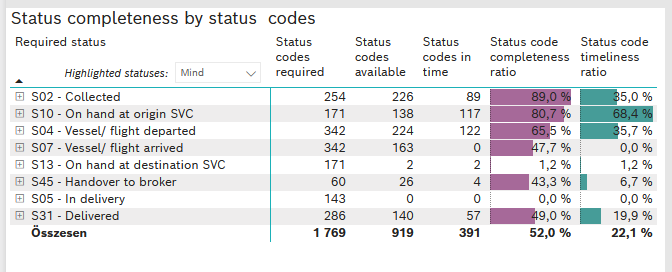 Status completeness by status codes
Required status Status codes required Status codes available Status codes in time Status code completeness ratio Status code timeliness ratio
Highlighted statuses: Mind
S02 - Collected 254 226 89 89,0 % 35,0 %
S10 - On hand at origin SVC 171 138 117 80,7 % 68,4 %
S04 - Vessel/ flight departed 342 224 122 65,5 % 35,7 %
S07 - Vessel/ flight arrived 342 163 0 47,7 % 0,0 %
S13 - On hand at destination SVC 171 2 2 1,2 % 1,2 %
S45 - Handover to broker 60 26 4 43,3 % 6,7 %
S05 - In delivery 143 0 0 0,0 % 0,0 %
S31 - Delivered 286 140 57 49,0 % 19,9 %
Összesen 1 769 919 391 52,0 % 22,1 %